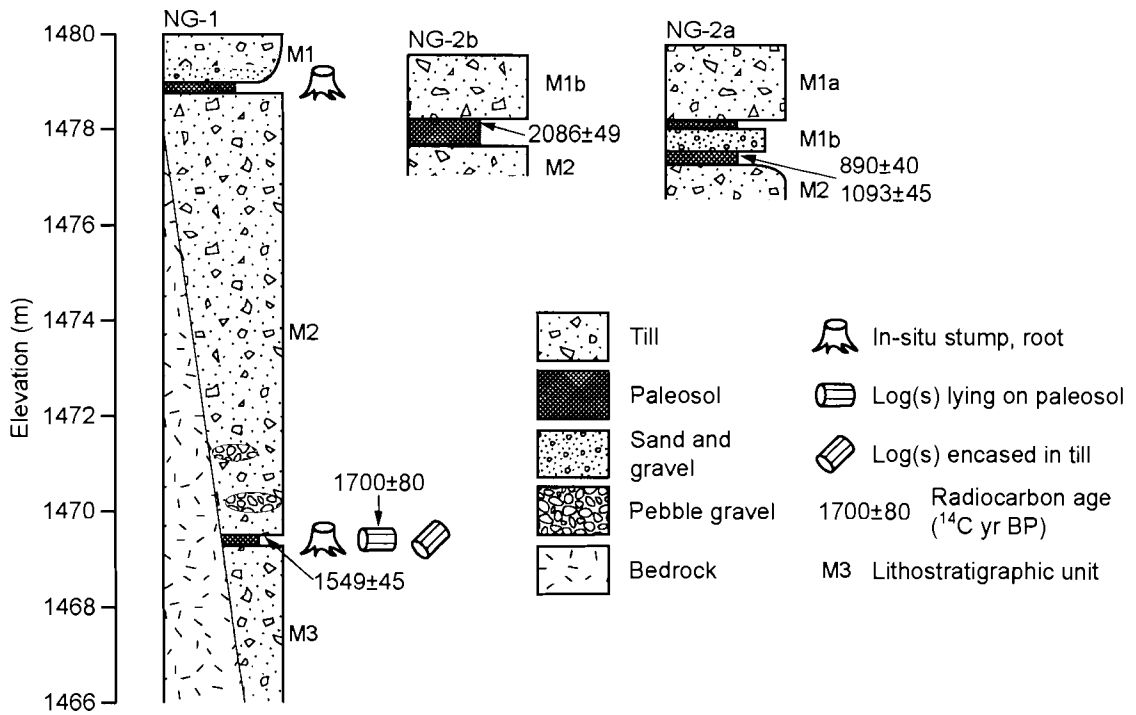 NG-1
NG-2b
NG-2a
1480
1478
1476
1474
1472
1470
1468
1466
Elevation (m)
M1
M2
M3
1700±80
1549±45
M1b
2086±49
M2
M1a
M1b
890±40
1093±45
M2
Till
Paleosol
Sand and
gravel
Pebble gravel
Bedrock
In-situ stump, root
Log(s) lying on paleosol
Log(s) encased in till
1700±80 Radiocarbon age
(14C yr BP)
M3 Lithostratigraphic unit